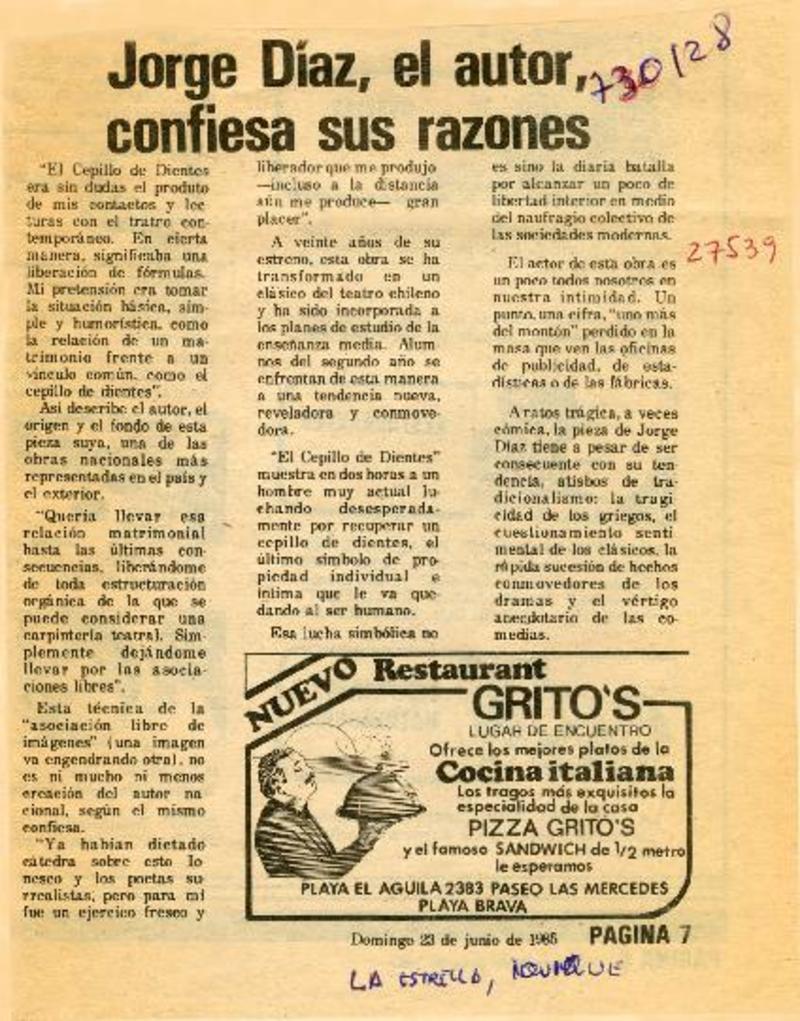 Jorge Díaz, el autor,
confiesa sus razones
730128
"El Cepillo de Dientes
era sin dudas el produto
de mis contactos y lec
turas con el tratro con-
temporáneo. En cierta
manera, significaba una
liberación de fórmulas.
Mi pretensión era tomar
la situación básica, sim-
ple y humorística, como
la relación de un ma-
trimonio frente a un
vínculo común, como el
cepillo de dientes".
Así describe el autor, el
origen y el fondo de esta
pieza suya, una de las
obras nacionales más
representadas en el país y
el exterior.
"Quería llevar esa
relación matrimonial
hasta las últimas con-
secuencias, liberándome
de toda estructuración
orgánica de la que se
puede considerar una
carpintería teatral. Sim-
plemente dejándome
llevar por las asocia-
ciones libres".
Esta técnica de la
"asociación libre de
imágenes" (una imagen
va engendrando otra), no
es ni mucho ni menos
creación del autor na-
cional, según el mismo
confiesa.
"Ya habían dictado
cátedra sobre esto Io-
nesco y los poetas su-
rrealistas, pero para mí
fue un ejercico fresco y
liberador que me produjo
—incluso a la distancia
aún me produce— gran
placer".
A veinte años de su
estreno, esta obra se ha
transformado en un
clásico del teatro chileno
y ha sido incorporada a
los planes de estudio de la
enseñanza media. Alum-
nos del segundo año se
enfrentan de esta manera
a una tendencia nueva,
reveladora y conmove-
dora.
"El Cepillo de Dientes"
muestra en dos horas a un
hombre muy actual lu-
chando desesperada-
mente por recuperar un
cepillo de dientes, el
último símbolo de pro-
piedad individual e
íntima que le va que-
dando al ser humano.
Esa lucha simbólica no
es sino la diaria batalla
por alcanzar un poco de
libertad interior en medio
del naufragio colectivo de
las sociedades modernas.
27539
El actor de esta obra es
un poco todos nosotros en
nuestra intimidad. Un
punto, una cifra, "uno más
del montón" perdido en la
masa que ven las oficinas
de publicidad, de esta-
dísticas o de las fábricas.
A ratos trágica, a veces
cómica, la pieza de Jorge
Díaz tiene a pesar de ser
consecuente con su ten-
dencia, atisbos de tra-
dicionalismo: la tragi
cidad de los griegos, el
cuestionamiento senti
mental de los clásicos, la
rápida sucesión de hechos
conmovedores de los
dramas y el vértigo
anecdotario de las co-
medias.
NUEVO Restaurant
GRITO'S
LUGAR DE ENCUENTRO
Ofrece los mejores platos de la
Cocina italiana
Los tragos más exquisitos la
especialidad de la casa
PIZZA GRITO'S
y el famoso SANDWICH de 1/2 metro
le esperamos
PLAYA EL AGUILA 2383 PASEO LAS MERCEDES
PLAYA BRAVA
Domingo 23 de junio de 1985 PAGINA 7
LA ESTRELLA, IQUIQUE